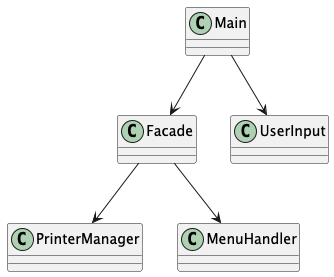 C Main
C Facade
C UserInput
C PrinterManager
C MenuHandler